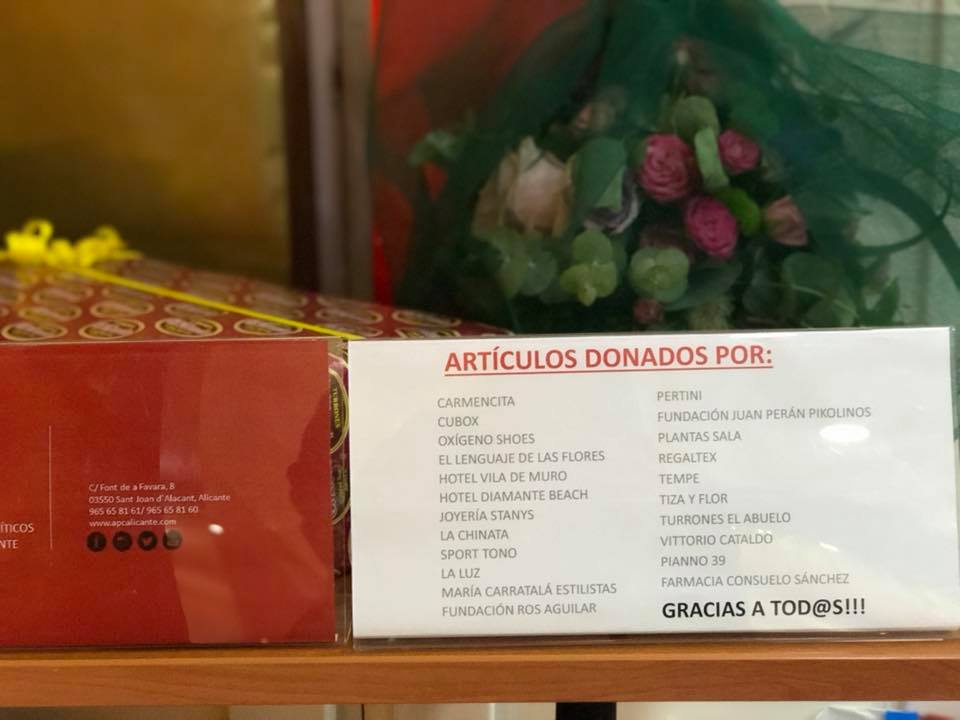 ÍTICOS
ANTE
C/ Font de a Favara, 8
03550 Sant Joan d'Alacant, Alicante
965 65 81 61/ 965 65 81 60
www.apcalicante.com
TURRONES
ARTÍCULOS DONADOS POR:
CARMENCITA
CUBOX
OXÍGENO SHOES
EL LENGUAJE DE LAS FLORES
HOTEL VILA DE MURO
HOTEL DIAMANTE BEACH
JOYERÍA STANYS
LA CHINATA
SPORT TONO
LA LUZ
MARÍA CARRATALÁ ESTILISTAS
FUNDACIÓN ROS AGUILAR
PERTINI
FUNDACIÓN JUAN PERÁN PIKOLINOS
PLANTAS SALA
REGALTEX
TEMPE
TIZA Y FLOR
TURRONES EL ABUELO
VITTORIO CATALDO
PIANNO 39
FARMACIA CONSUELO SÁNCHEZ
GRACIAS A TOD@S!!!